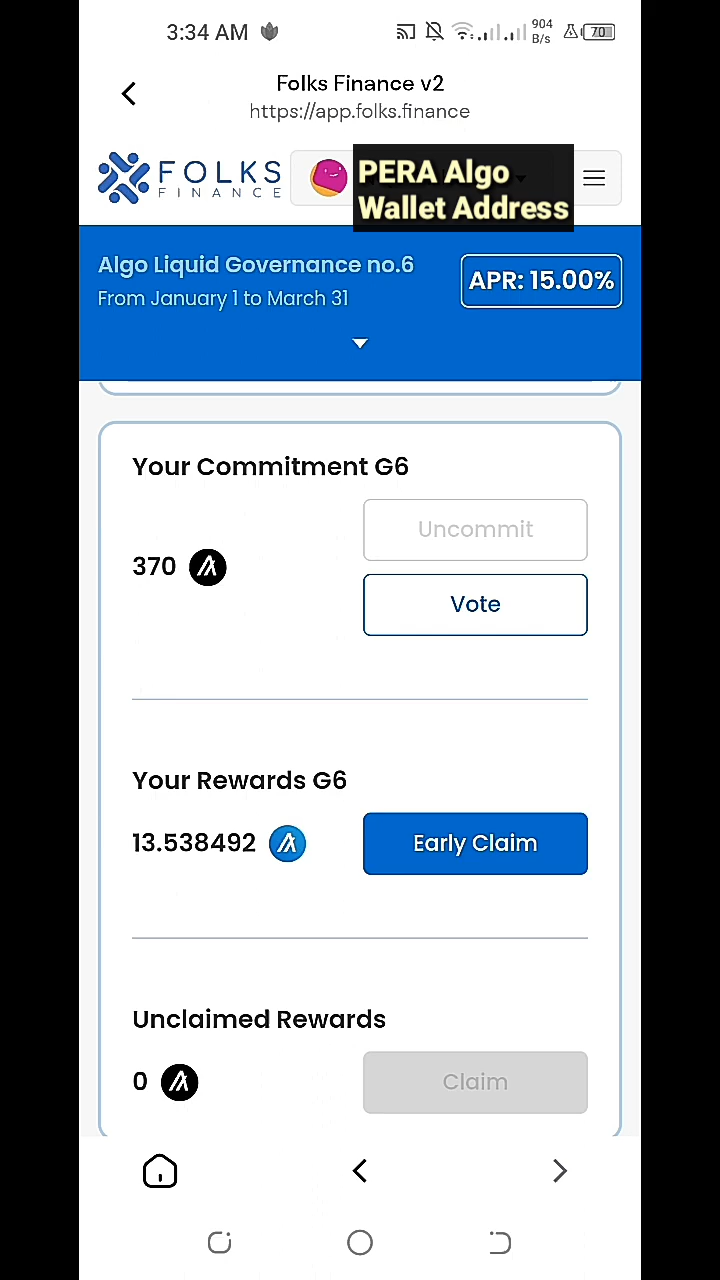 3:34 AM
904
B/s
70
Folks Finance v2
https://app.folks.finance
FOLKS
FINANCE
PERA Algo
Wallet Address
Algo Liquid Governance no.6
APR: 15.00%
From January 1 to March 31
Your Commitment G6
Uncommit
370
Vote
Your Rewards G6
13.538492
Early Claim
Unclaimed Rewards
0
Claim